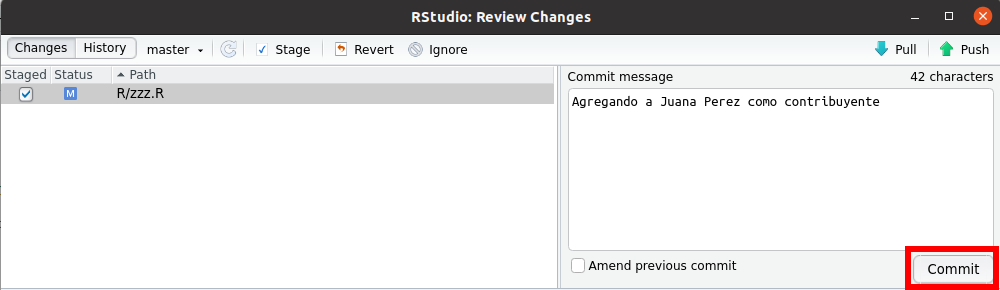 RStudio: Review Changes
Changes History master Stage Revert Ignore Pull Push
Staged Status Path
M R/zzz.R
Commit message 42 characters
Agregando a Juana Perez como contribuyente
Amend previous commit
Commit